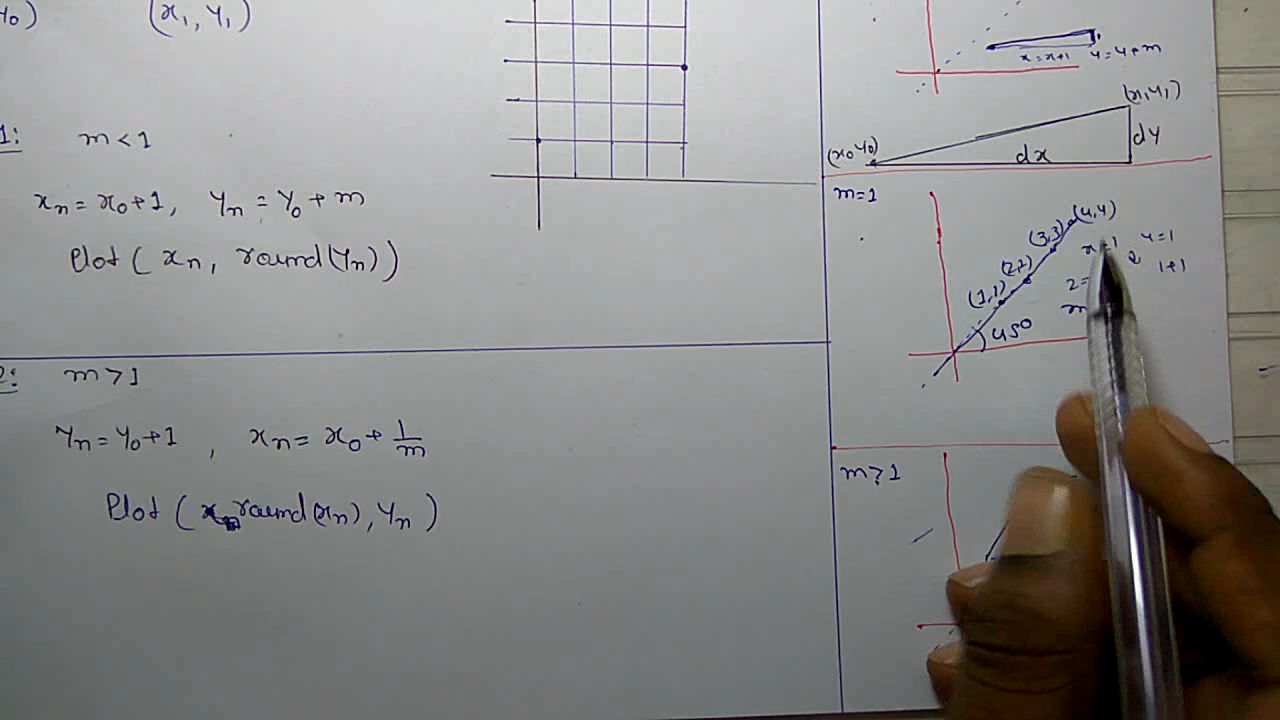 y₀) (x₁, y₁)
1: m < 1
xₙ = x₀+1, yₙ = y₀ + m
Plot ( xₙ, round(yₙ))
2: m > 1
yₙ = y₀+1 , xₙ = x₀ + 1/m
Plot ( round(xₙ), yₙ )
x = x+1 y = y+m
(x₁, y₁)
(x₀ y₀)
dy
dx
m=1
(4,4)
(3,3)
(2,2)
(1,1)
y=1
2
1+1
2=
m
45°
m>1